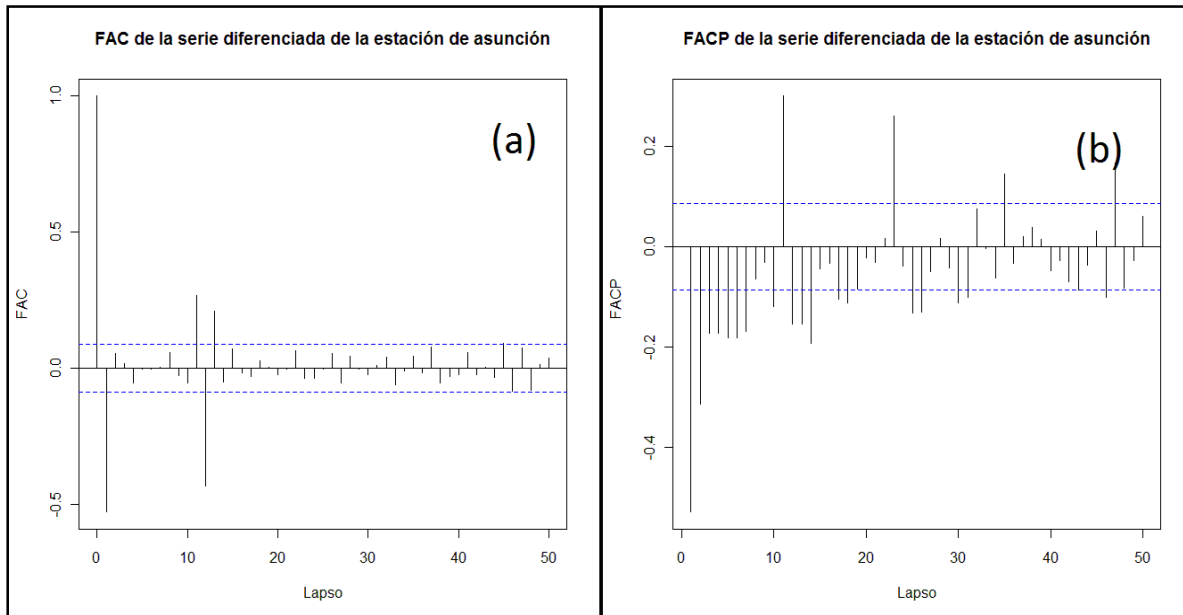 FAC de la serie diferenciada de la estación de asunción
(a)
FAC
1.0
0.5
0.0
-0.5
0 10 20 30 40 50
Lapso
FACP de la serie diferenciada de la estación de asunción
(b)
FACP
0.2
0.0
-0.2
-0.4
0 10 20 30 40 50
Lapso